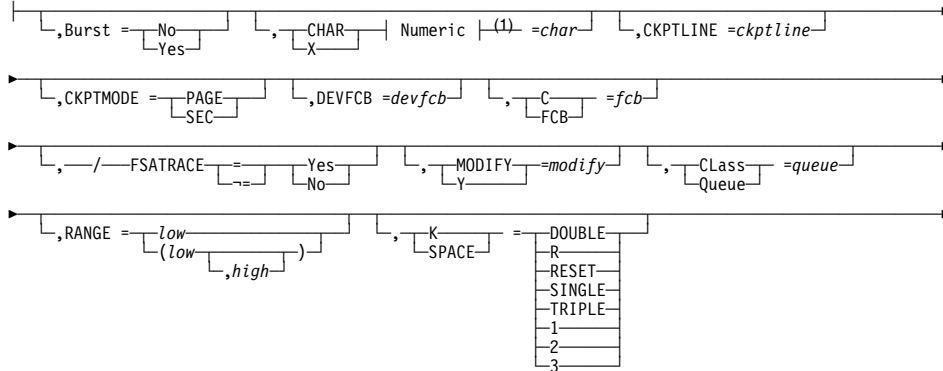 ,Burst = No ,CHAR Numeric (1) =char ,CKPTLINE =ckptline
Yes X
,CKPTMODE = PAGE ,DEVFCB =devfcb , C =fcb
SEC FCB
, / FSATRACE = Yes , MODIFY =modify , CLass =queue
¬= No Y Queue
,RANGE = low , K = DOUBLE
(low ) SPACE R
,high RESET
SINGLE
TRIPLE
1
2
3